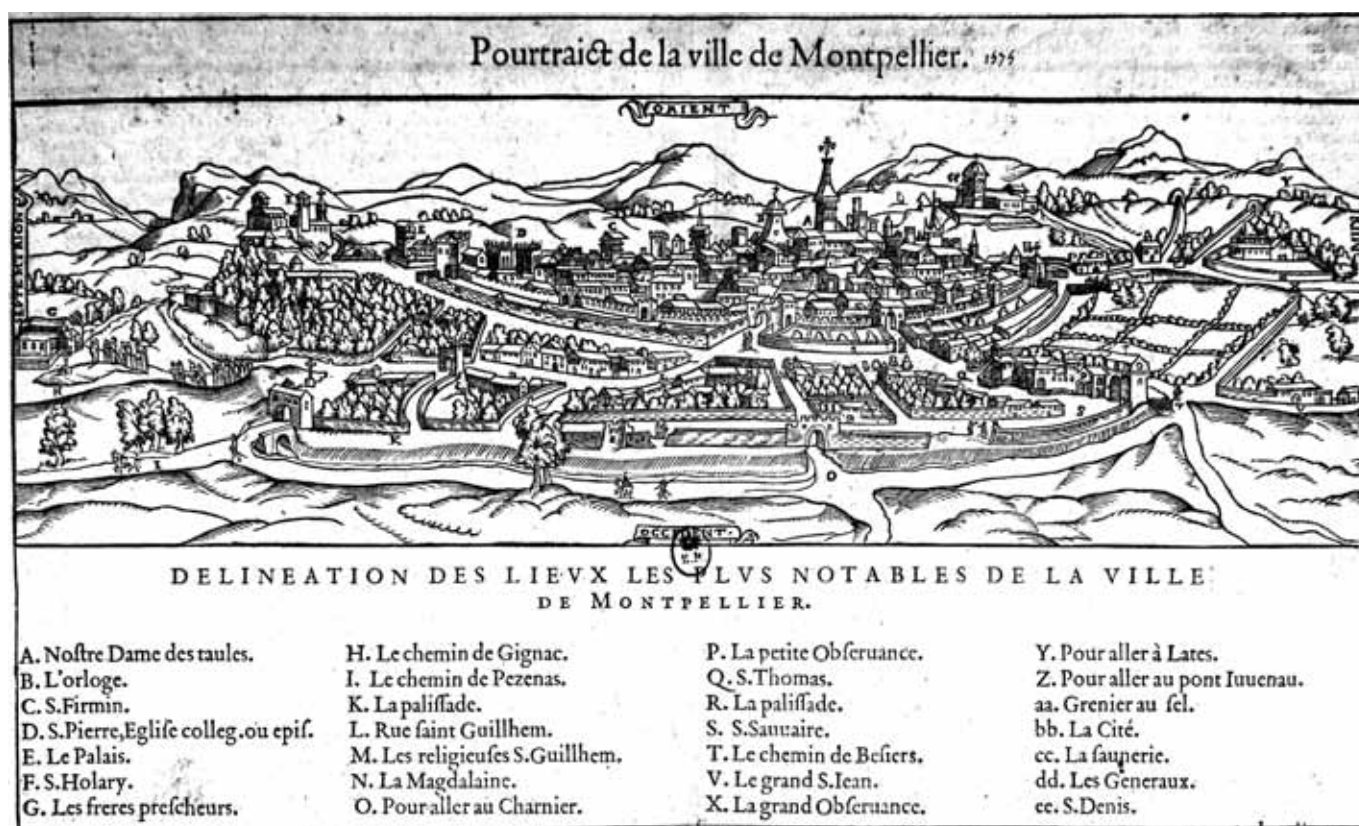 Pourtraict de la ville de Montpellier. 1575
ORIENT
SEPTEMTRION
MIDI
OCCIDENT.
DELINEATION DES LIEVX LES PLVS NOTABLES DE LA VILLE
DE MONTPELLIER.
A. Noſtre Dame des taules.
B. L'orloge.
C. S.Firmin.
D. S.Pierre, Egliſe colleg. ou epiſ.
E. Le Palais.
F. S.Holary.
G. Les freres preſcheurs.
H. Le chemin de Gignac.
I. Le chemin de Pezenas.
K. La paliſſade.
L. Rue ſaint Guillhem.
M. Les religieuſes S.Guillhem.
N. La Magdalaine.
O. Pour aller au Charnier.
P. La petite Obſeruance.
Q. S.Thomas.
R. La paliſſade.
S. S.Sauuaire.
T. Le chemin de Beſiers.
V. Le grand S.Iean.
X. La grand Obſeruance.
Y. Pour aller à Lates.
Z. Pour aller au pont Iuuenau.
aa. Grenier au ſel.
bb. La Cité.
cc. La ſaunerie.
dd. Les Generaux.
ee. S.Denis.